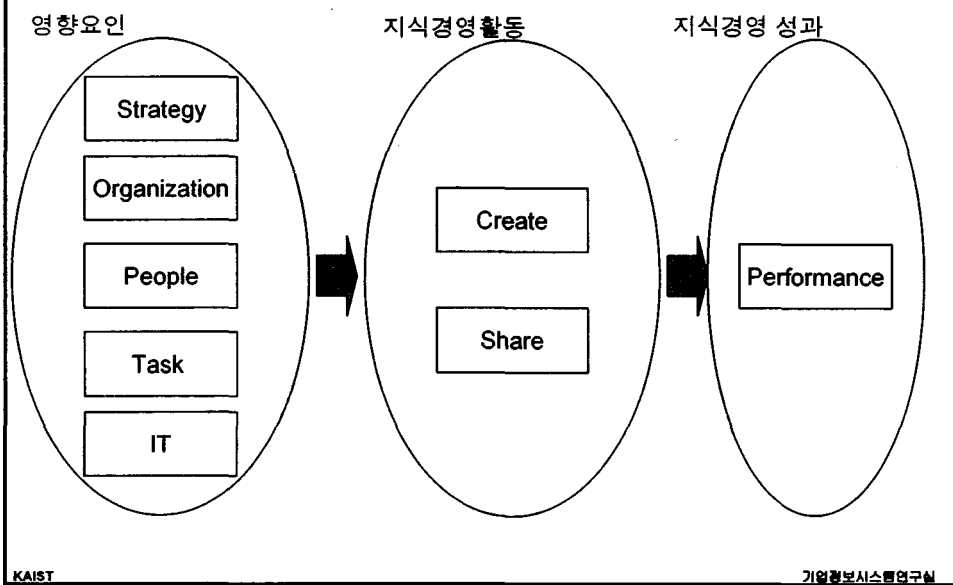 영향요인
지식경영활동
지식경영 성과
Strategy
Organization
People
Task
IT
Create
Share
Performance
KAIST
기업정보시스템연구실